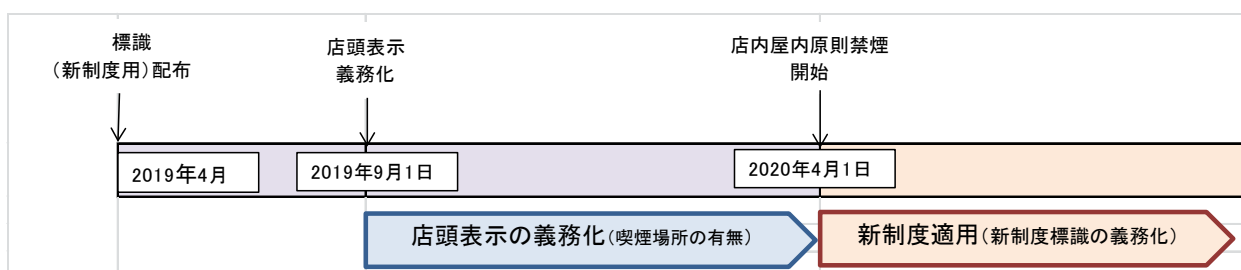 標識
（新制度用）配布
店頭表示
義務化
店内屋内原則禁煙
開始
2019年4月
2019年9月1日
2020年4月1日
店頭表示の義務化（喫煙場所の有無）
新制度適用（新制度標識の義務化）